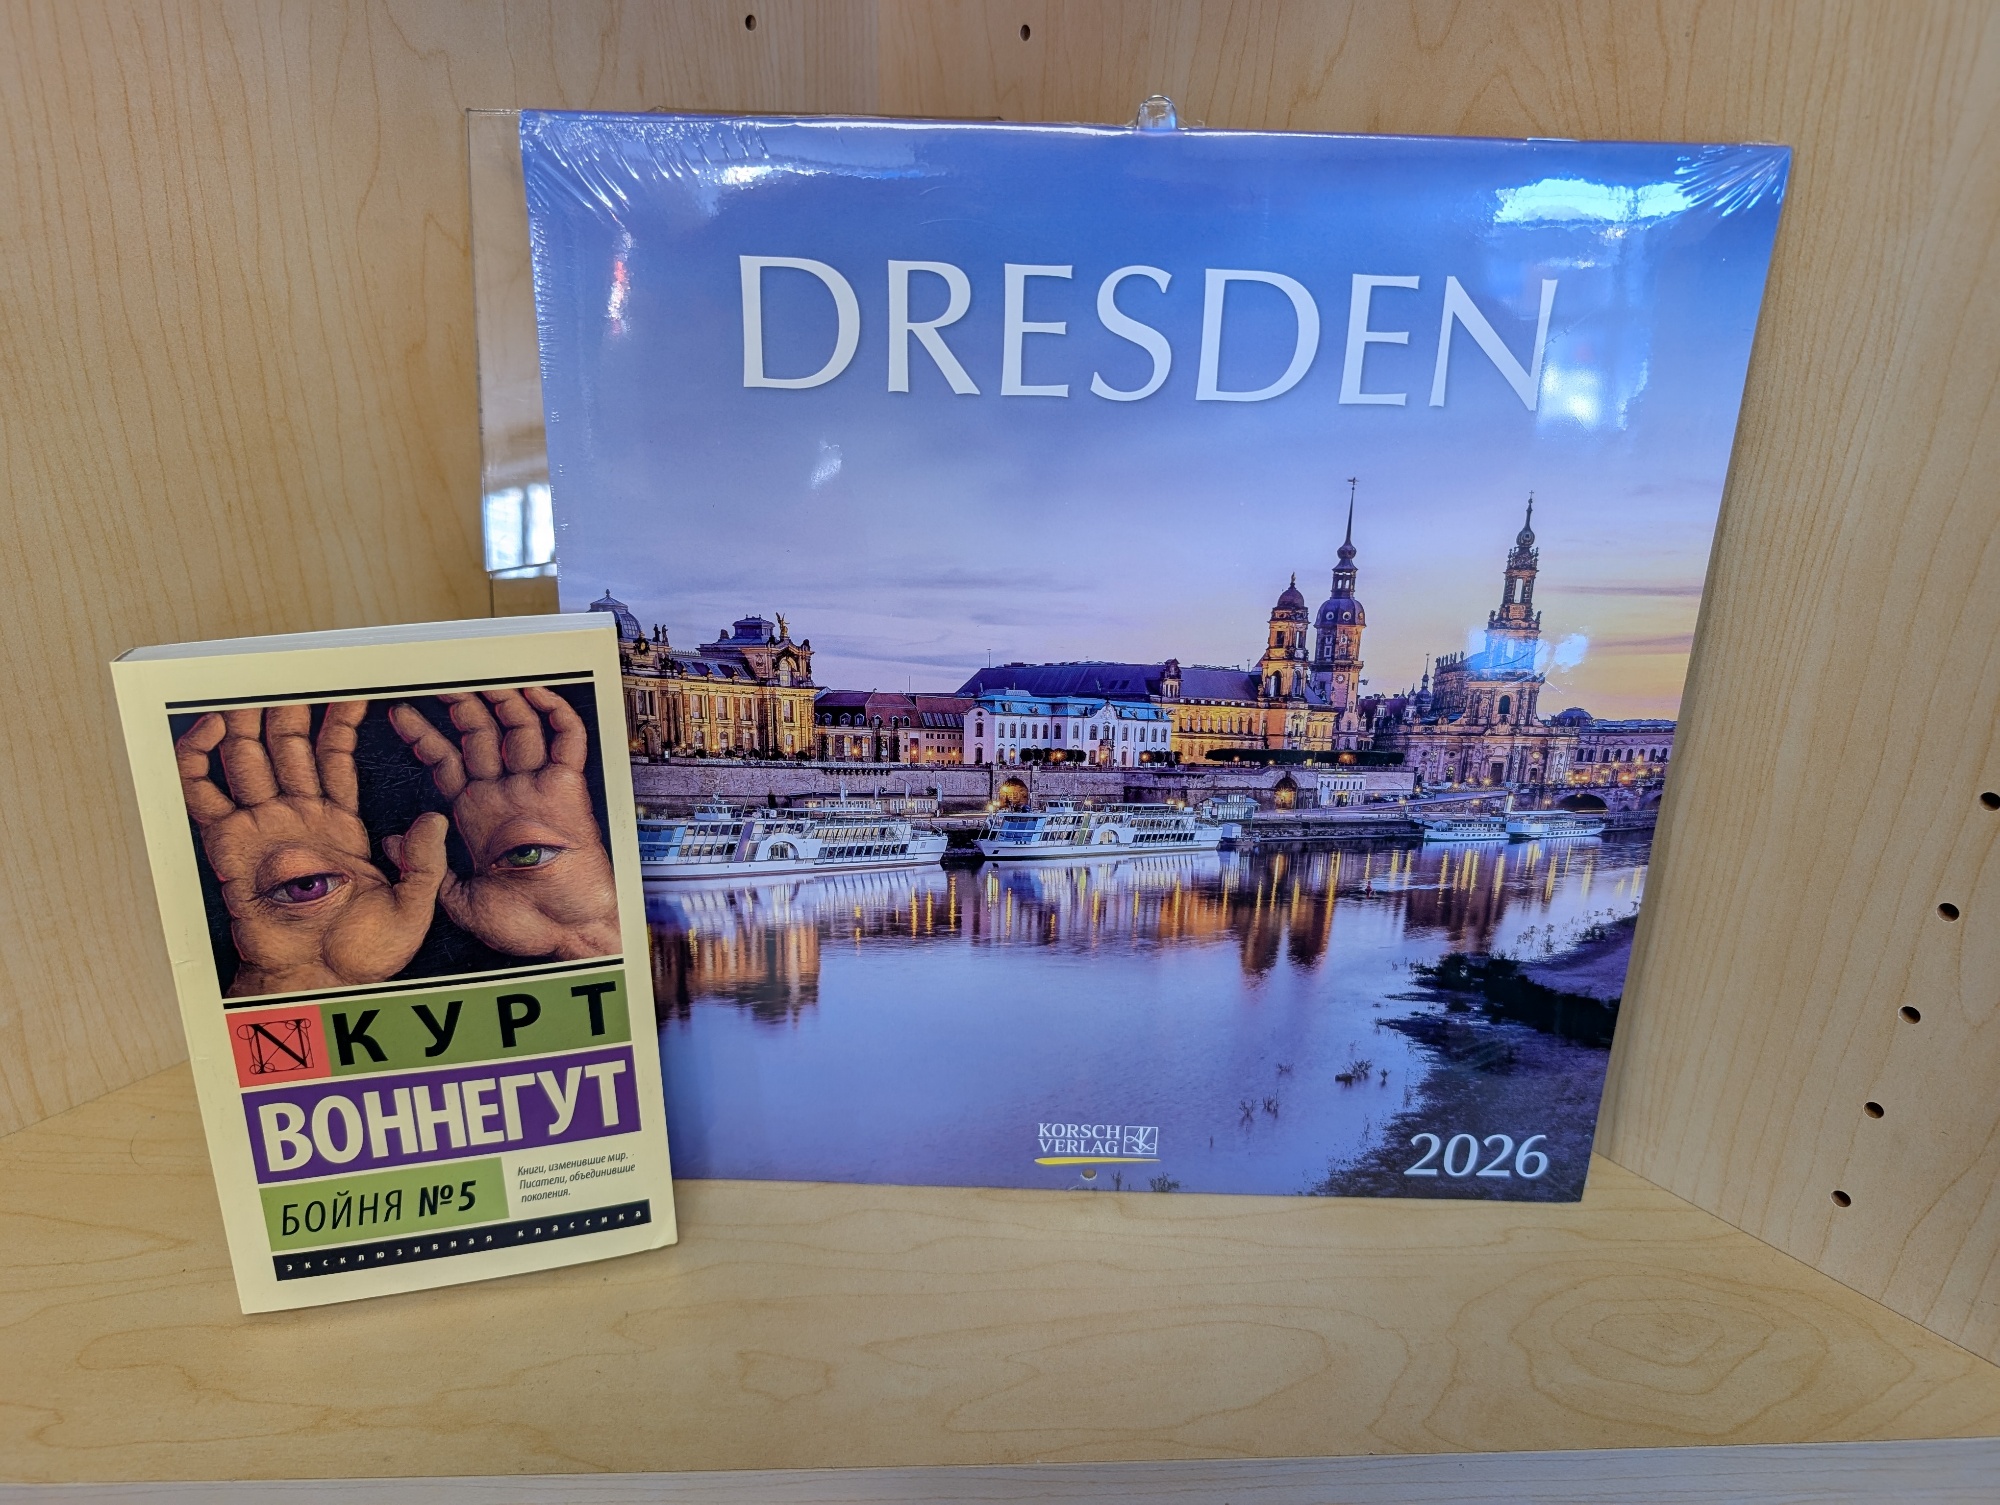 DRESDEN
KORSCH
VERLAG
2026
N КУРТ
ВОННЕГУТ
БОЙНЯ №5
Книги, изменившие мир.
Писатели, объединившие
поколения.
эксклюзивная классика